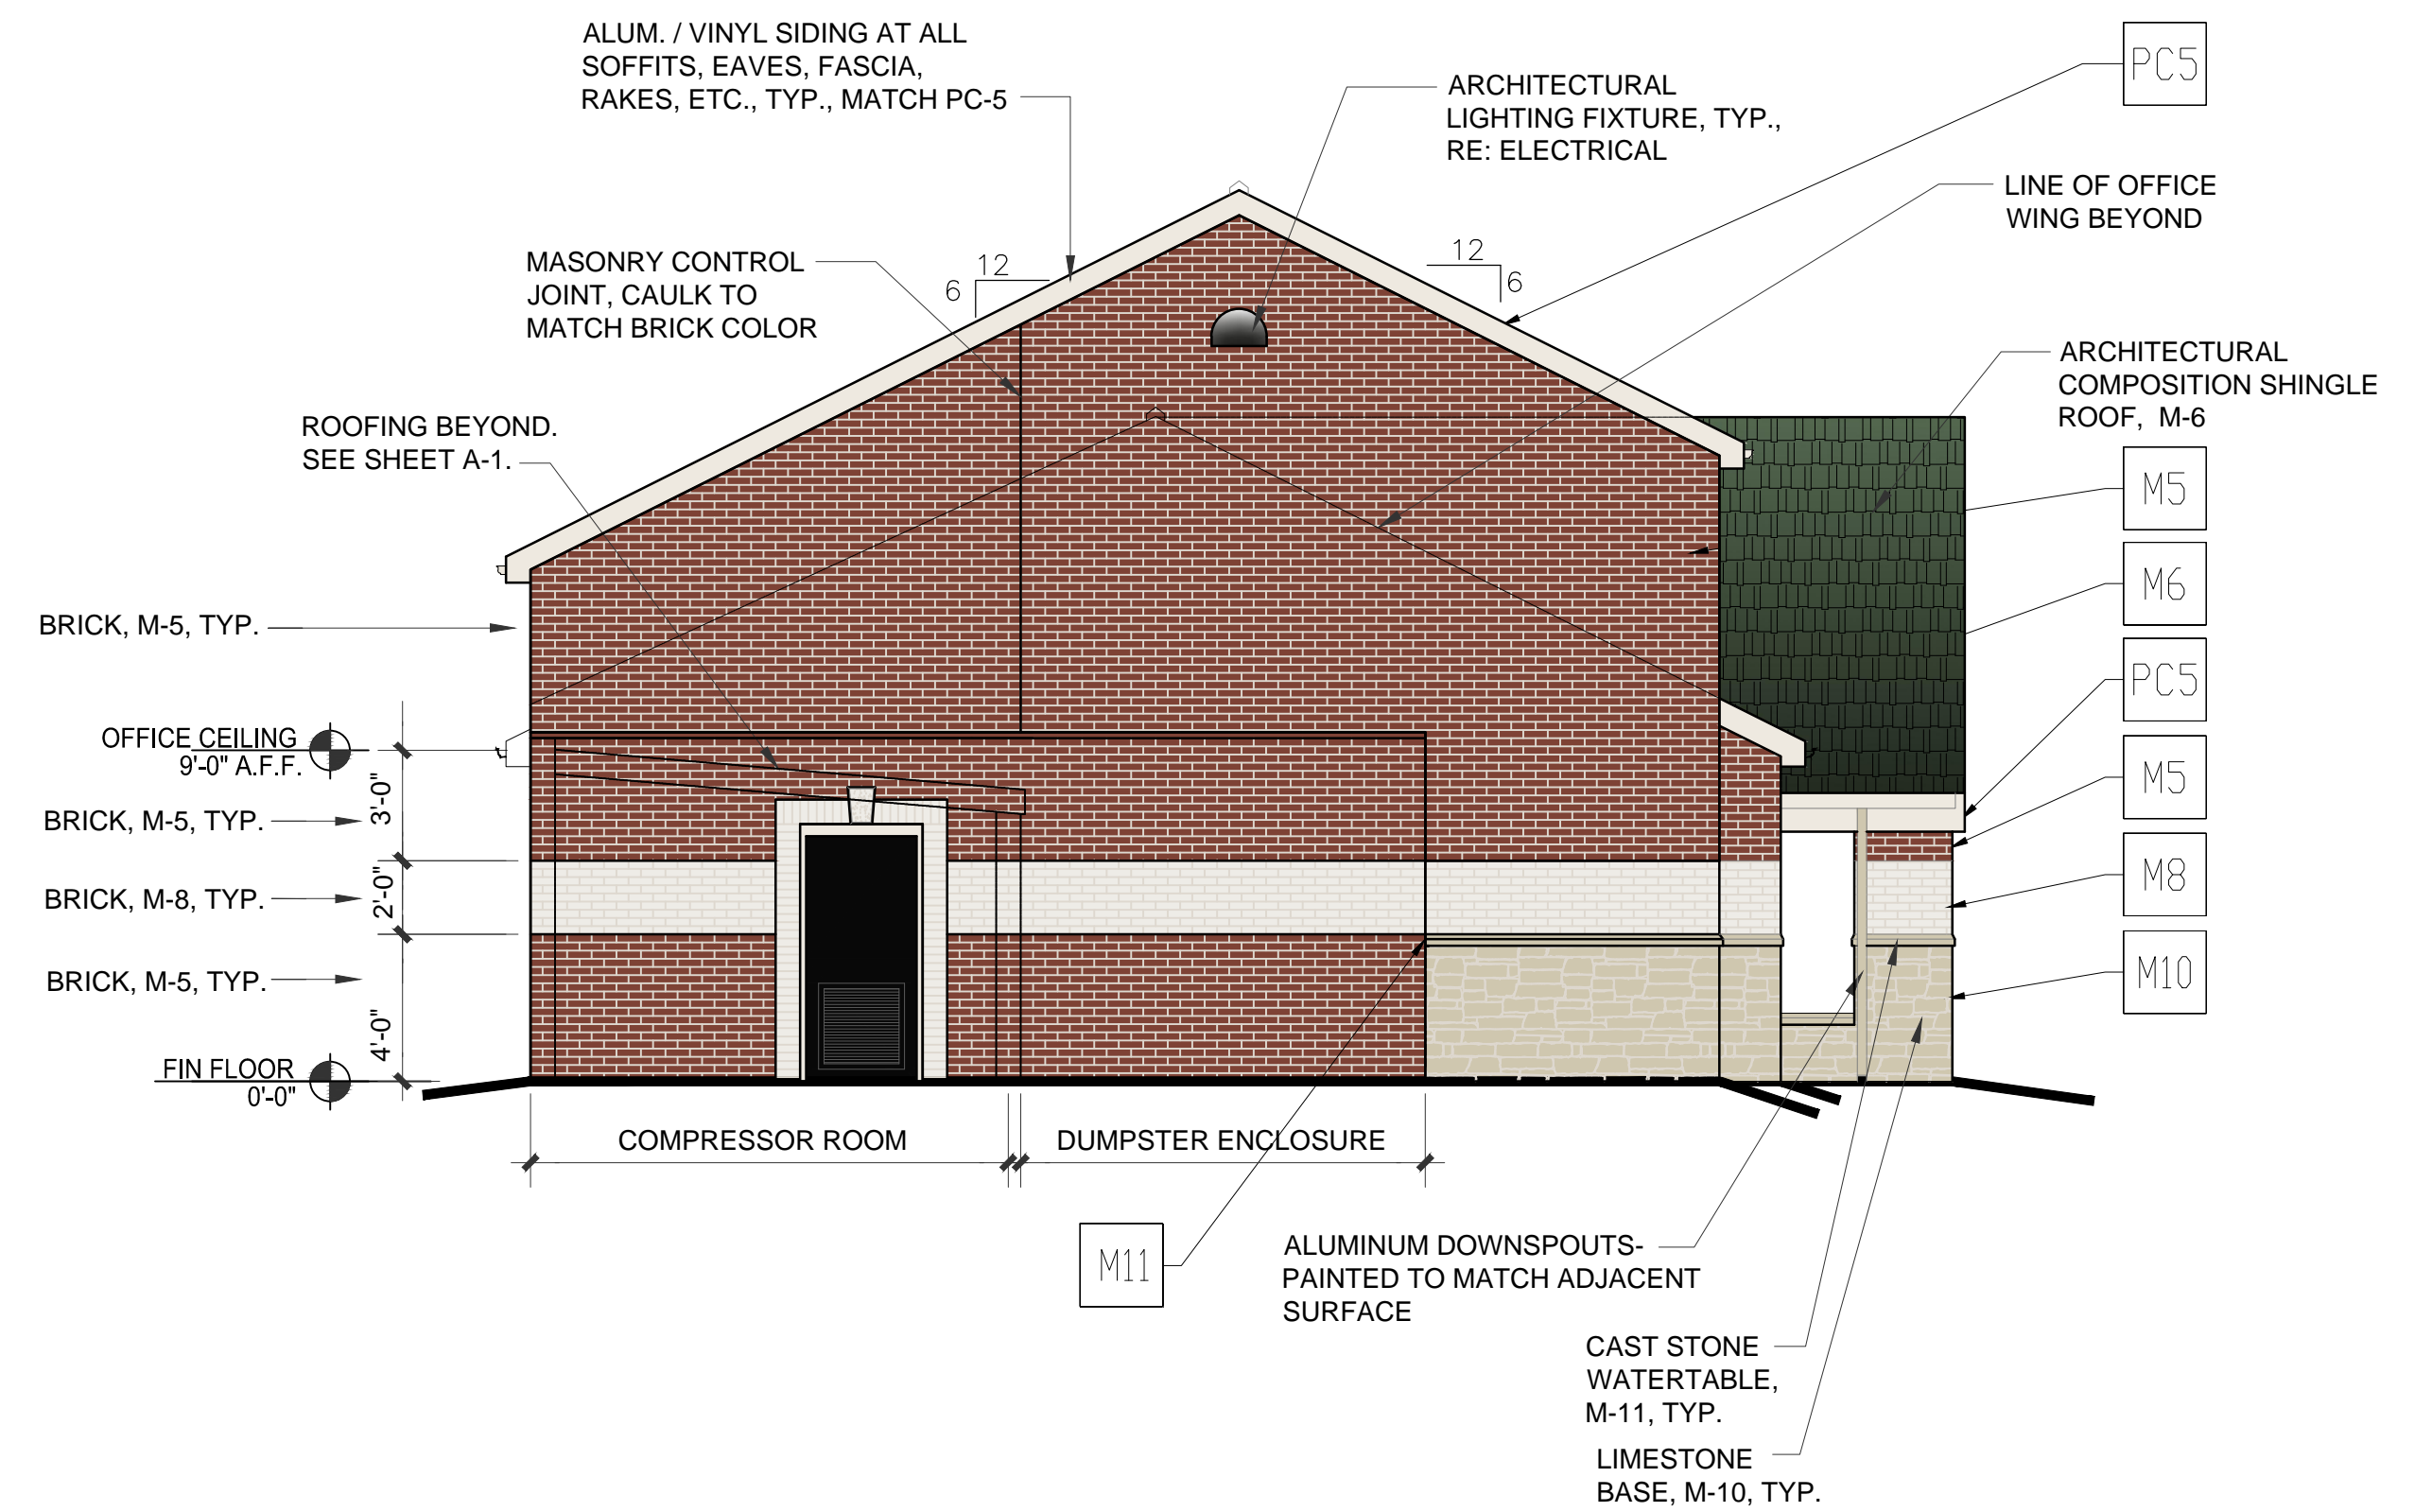 ALUM. / VINYL SIDING AT ALL
SOFFITS, EAVES, FASCIA,
RAKES, ETC., TYP., MATCH PC-5
ARCHITECTURAL
LIGHTING FIXTURE, TYP.,
RE: ELECTRICAL
PC5
LINE OF OFFICE
WING BEYOND
MASONRY CONTROL
JOINT, CAULK TO
MATCH BRICK COLOR
12
6
12
6
ARCHITECTURAL
COMPOSITION SHINGLE
ROOF, M-6
ROOFING BEYOND.
SEE SHEET A-1.
M5
M6
BRICK, M-5, TYP.
PC5
OFFICE CEILING
9'-0" A.F.F.
3'-0"
M5
BRICK, M-5, TYP.
M8
2'-0"
BRICK, M-8, TYP.
M10
BRICK, M-5, TYP.
4'-0"
FIN FLOOR
0'-0"
COMPRESSOR ROOM
DUMPSTER ENCLOSURE
M11
ALUMINUM DOWNSPOUTS-
PAINTED TO MATCH ADJACENT
SURFACE
CAST STONE
WATERTABLE,
M-11, TYP.
LIMESTONE
BASE, M-10, TYP.